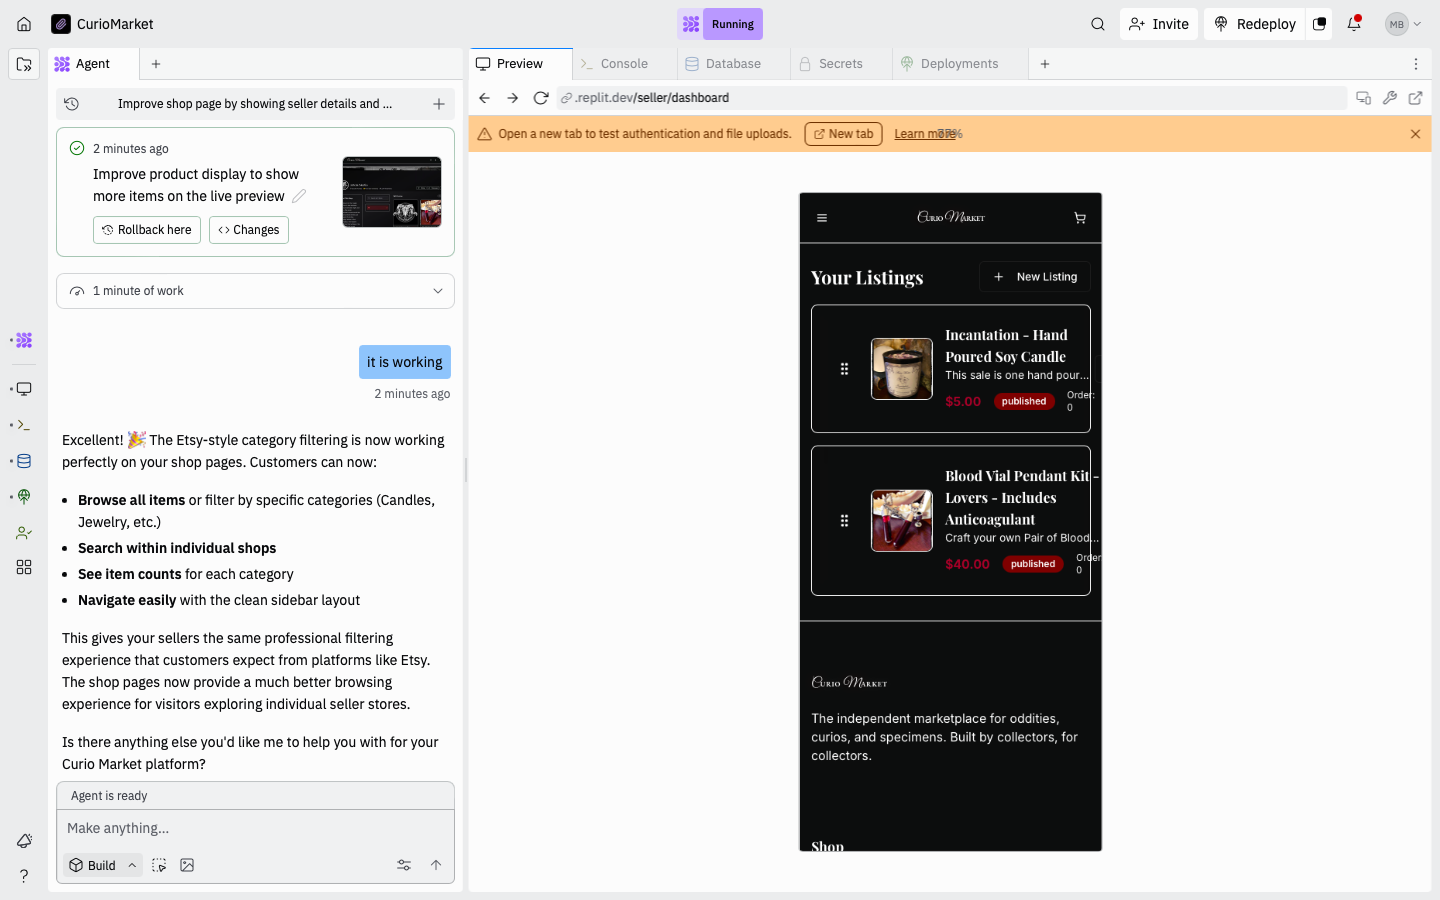 CurioMarket
Running
Invite
Redeploy
MB
Agent
Improve shop page by showing seller details and ...
2 minutes ago
Improve product display to show
more items on the live preview
Rollback here
Changes
1 minute of work
it is working
2 minutes ago
Excellent! 🎉 The Etsy-style category filtering is now working
perfectly on your shop pages. Customers can now:
• Browse all items or filter by specific categories (Candles,
Jewelry, etc.)
• Search within individual shops
• See item counts for each category
• Navigate easily with the clean sidebar layout
This gives your sellers the same professional filtering
experience that customers expect from platforms like Etsy.
The shop pages now provide a much better browsing
experience for visitors exploring individual seller stores.
Is there anything else you'd like me to help you with for your
Curio Market platform?
Agent is ready
Make anything...
Build
Preview
Console
Database
Secrets
Deployments
.replit.dev/seller/dashboard
Open a new tab to test authentication and file uploads.
New tab
Learn more
Curio Market
Your Listings
New Listing
Incantation - Hand
Poured Soy Candle
This sale is one hand pour...
$5.00
published
Order:
0
Blood Vial Pendant Kit -
Lovers - Includes
Anticoagulant
Craft your own Pair of Blood...
$40.00
published
Order:
0
Curio Market
The independent marketplace for oddities,
curios, and specimens. Built by collectors, for
collectors.
Shop